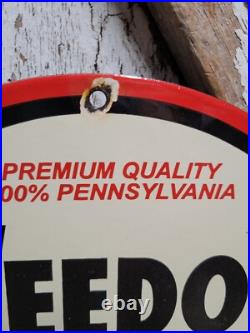 PREMIUM QUALITY
00% PENNSYLVANIA
EEDO